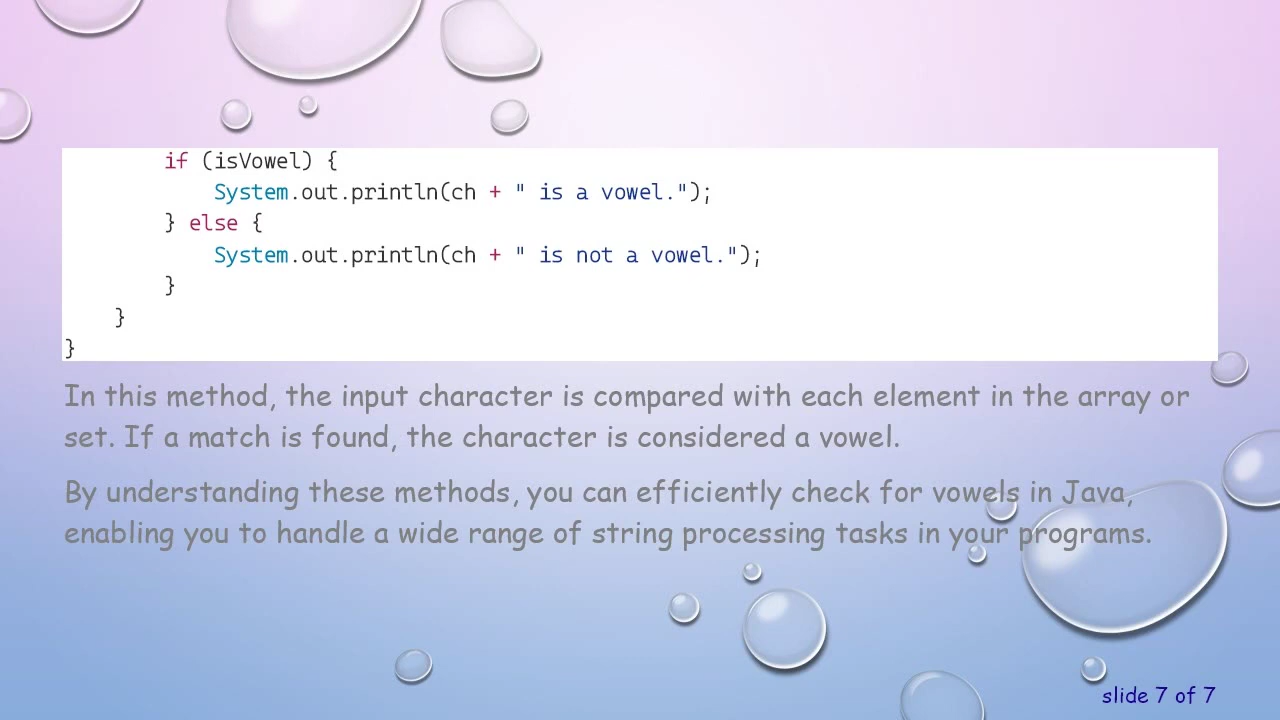 if (isVowel) {
System.out.println(ch + " is a vowel.");
} else {
System.out.println(ch + " is not a vowel.");
}
}
}
In this method, the input character is compared with each element in the array or
set. If a match is found, the character is considered a vowel.
By understanding these methods, you can efficiently check for vowels in Java,
enabling you to handle a wide range of string processing tasks in your programs.
slide 7 of 7